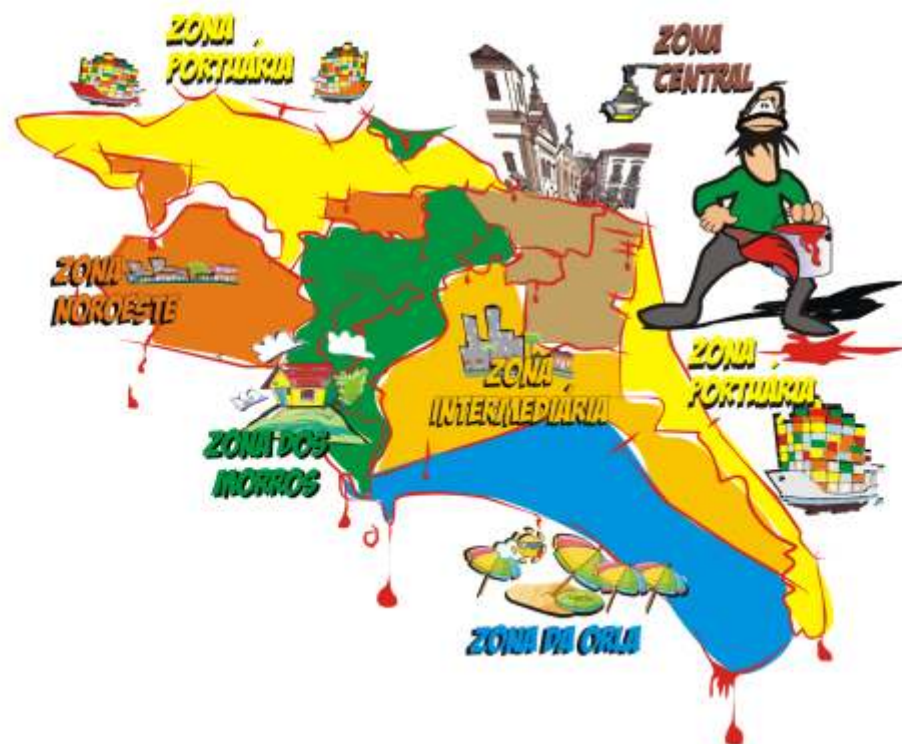 ZONA
PORTUÁRIA
ZONA
CENTRAL
ZONA
NOROESTE
ZONA
PORTUÁRIA
ZONA
INTERMEDIÁRIA
ZONA DOS
MORROS
ZONA DA ORLA